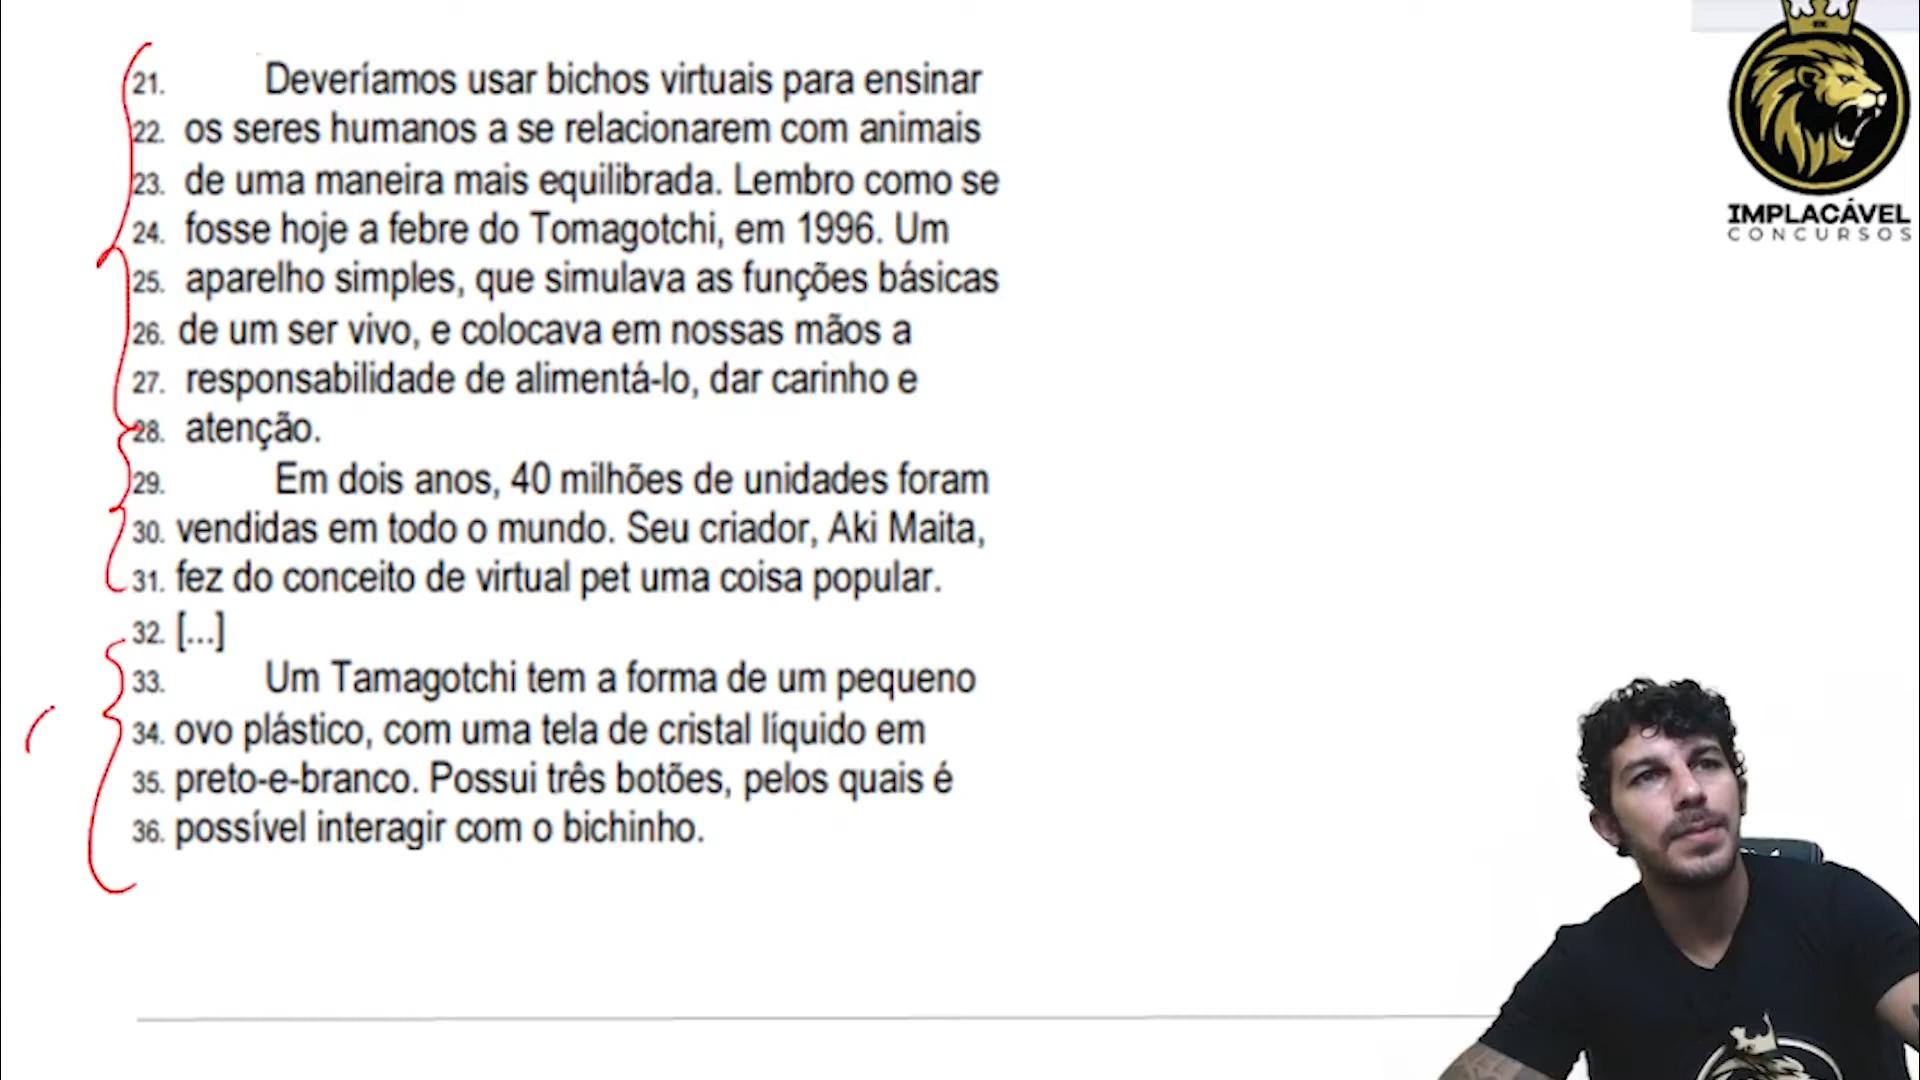 21. Deveríamos usar bichos virtuais para ensinar
22. os seres humanos a se relacionarem com animais
23. de uma maneira mais equilibrada. Lembro como se
24. fosse hoje a febre do Tomagotchi, em 1996. Um
25. aparelho simples, que simulava as funções básicas
26. de um ser vivo, e colocava em nossas mãos a
27. responsabilidade de alimentá-lo, dar carinho e
28. atenção.
29. Em dois anos, 40 milhões de unidades foram
30. vendidas em todo o mundo. Seu criador, Aki Maita,
31. fez do conceito de virtual pet uma coisa popular.
32. [...]
33. Um Tamagotchi tem a forma de um pequeno
34. ovo plástico, com uma tela de cristal líquido em
35. preto-e-branco. Possui três botões, pelos quais é
36. possível interagir com o bichinho.
IMPLACÁVEL
CONCURSOS